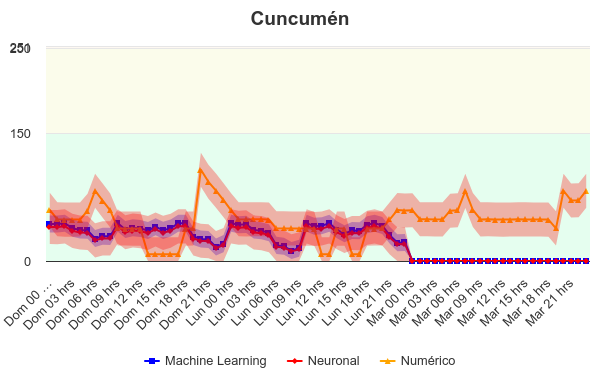 Cuncumén
250
150
0
Dom 00 ...
Dom 03 hrs
Dom 06 hrs
Dom 09 hrs
Dom 12 hrs
Dom 15 hrs
Dom 18 hrs
Dom 21 hrs
Lun 00 hrs
Lun 03 hrs
Lun 06 hrs
Lun 09 hrs
Lun 12 hrs
Lun 15 hrs
Lun 18 hrs
Lun 21 hrs
Mar 00 hrs
Mar 03 hrs
Mar 06 hrs
Mar 09 hrs
Mar 12 hrs
Mar 15 hrs
Mar 18 hrs
Mar 21 hrs
Machine Learning Neuronal Numérico